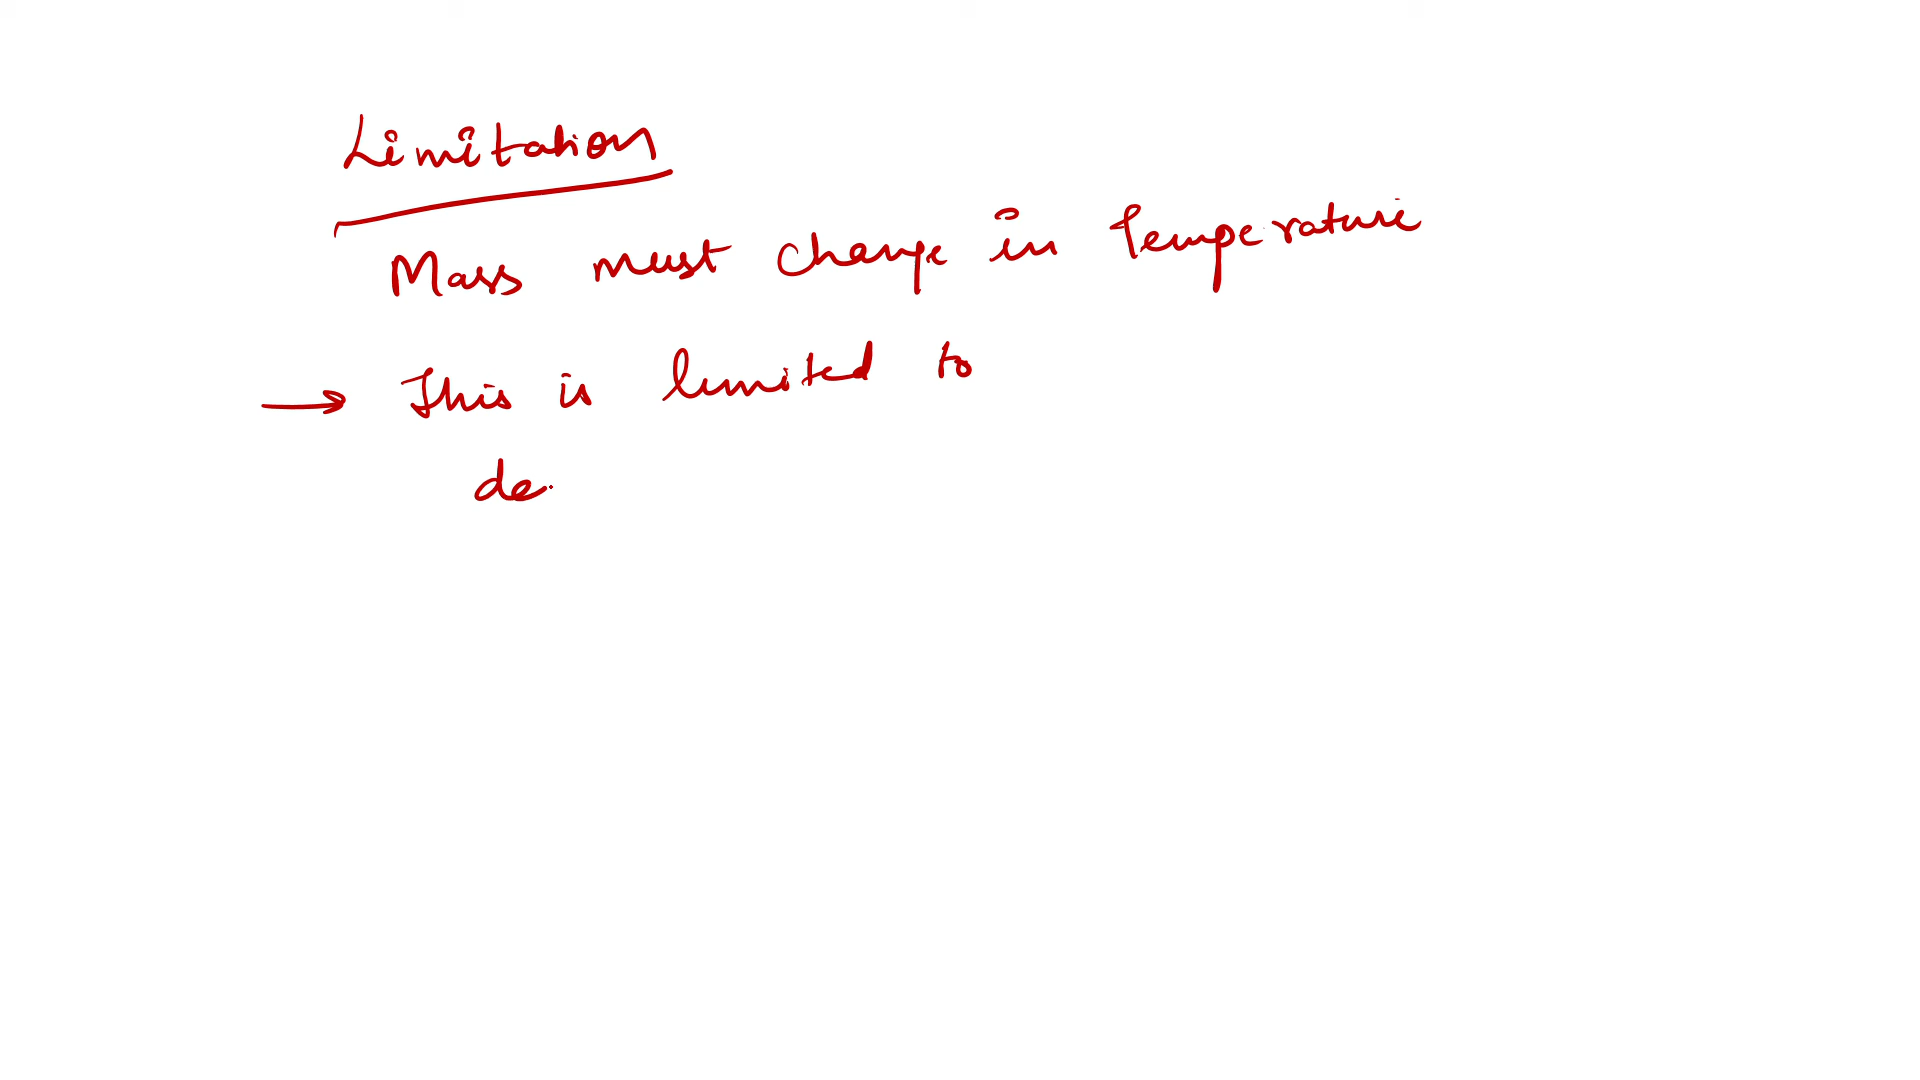 Limitation
Mass must change in Temperature
→ This is limited to
de